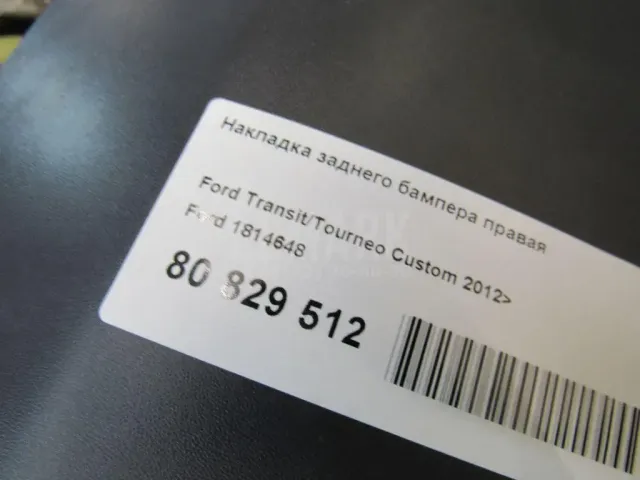 Накладка заднего бампера правая
Ford Transit/Tourneo Custom 2012>
Ford 1814648
80 829 512